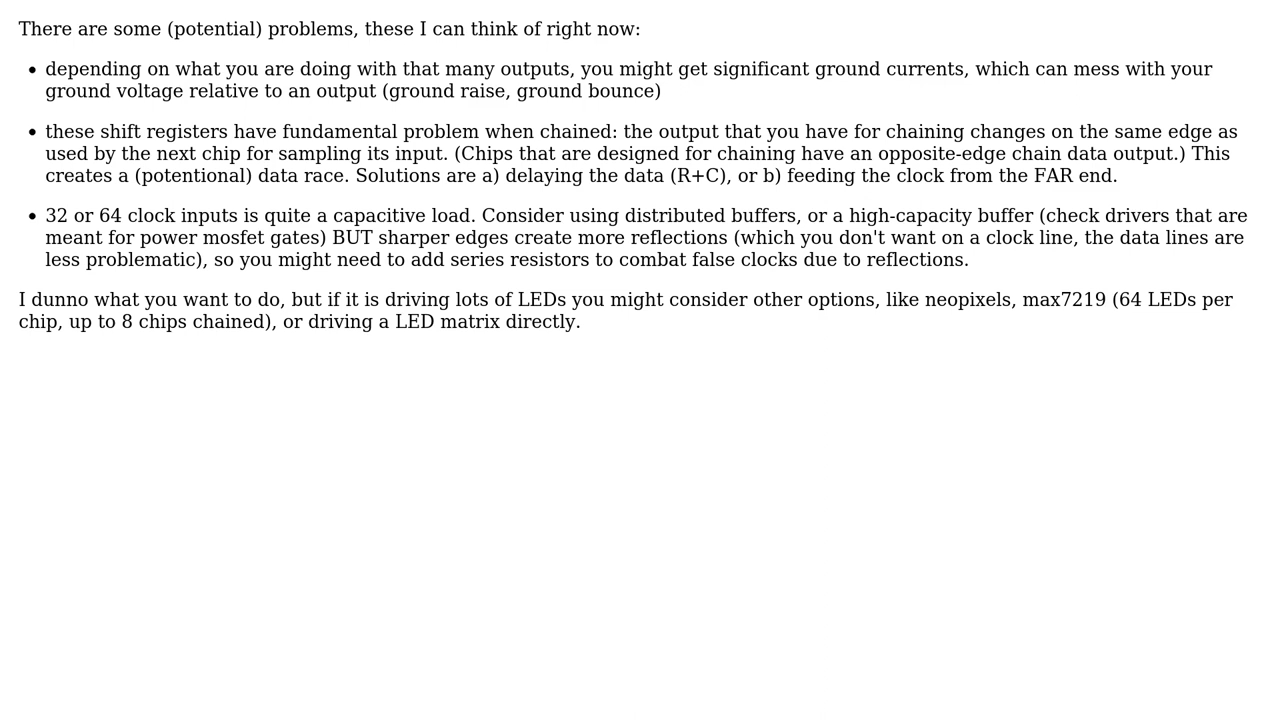 There are some (potential) problems, these I can think of right now:
• depending on what you are doing with that many outputs, you might get significant ground currents, which can mess with your
ground voltage relative to an output (ground raise, ground bounce)
• these shift registers have fundamental problem when chained: the output that you have for chaining changes on the same edge as
used by the next chip for sampling its input. (Chips that are designed for chaining have an opposite-edge chain data output.) This
creates a (potentional) data race. Solutions are a) delaying the data (R+C), or b) feeding the clock from the FAR end.
• 32 or 64 clock inputs is quite a capacitive load. Consider using distributed buffers, or a high-capacity buffer (check drivers that are
meant for power mosfet gates) BUT sharper edges create more reflections (which you don't want on a clock line, the data lines are
less problematic), so you might need to add series resistors to combat false clocks due to reflections.
I dunno what you want to do, but if it is driving lots of LEDs you might consider other options, like neopixels, max7219 (64 LEDs per
chip, up to 8 chips chained), or driving a LED matrix directly.